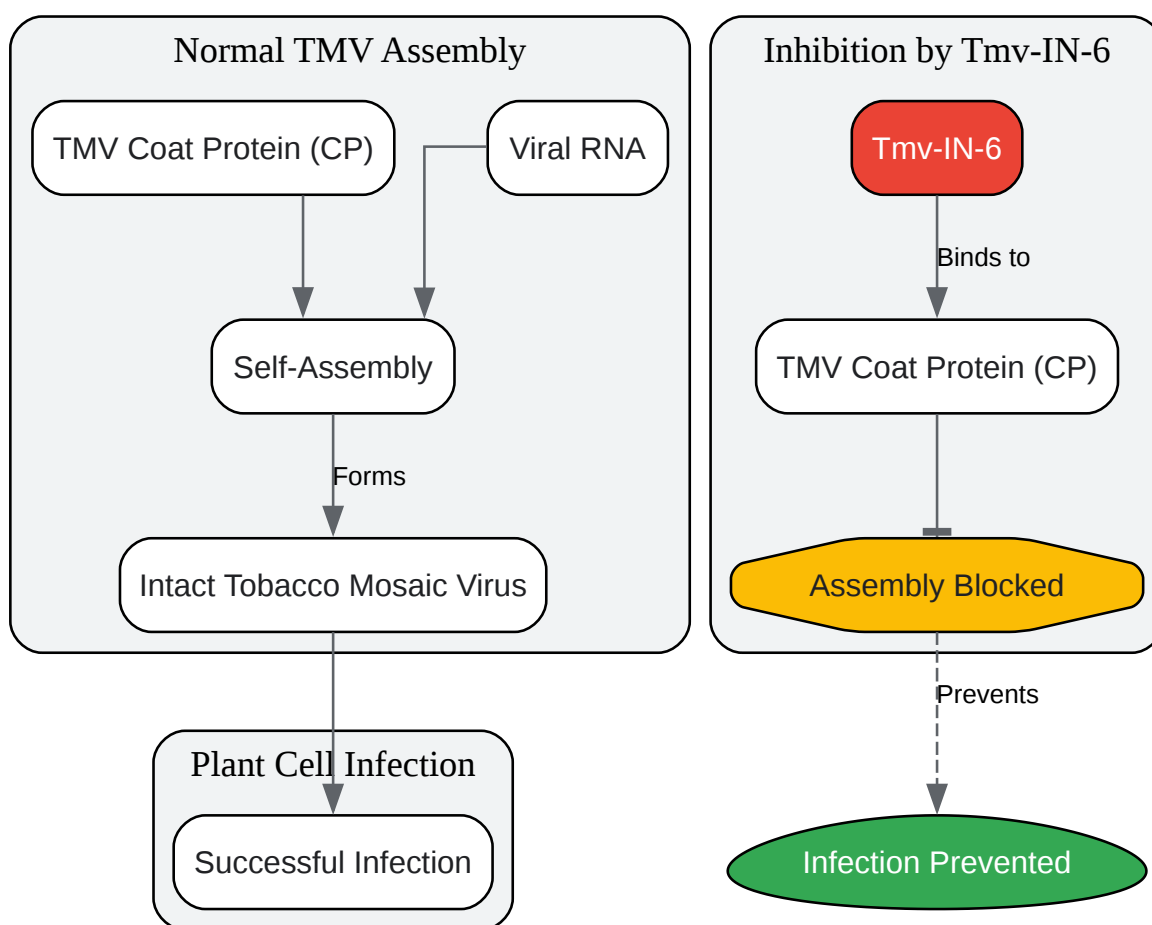 Normal TMV Assembly
TMV Coat Protein (CP)
Viral RNA
Self-Assembly
Forms
Intact Tobacco Mosaic Virus
Plant Cell Infection
Successful Infection
Inhibition by Tmv-IN-6
Tmv-IN-6
Binds to
TMV Coat Protein (CP)
Assembly Blocked
Prevents
Infection Prevented